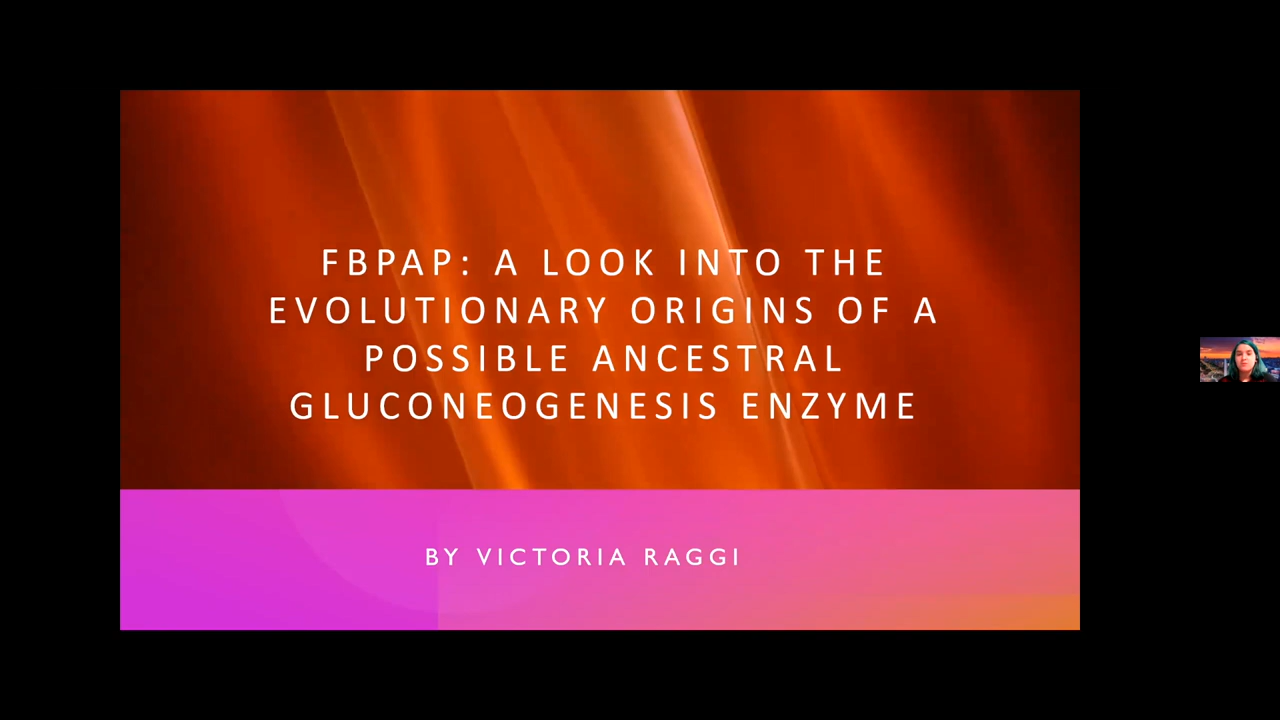 FBPAP: A LOOK INTO THE
EVOLUTIONARY ORIGINS OF A
POSSIBLE ANCESTRAL
GLUCONEOGENESIS ENZYME
BY VICTORIA RAGGI